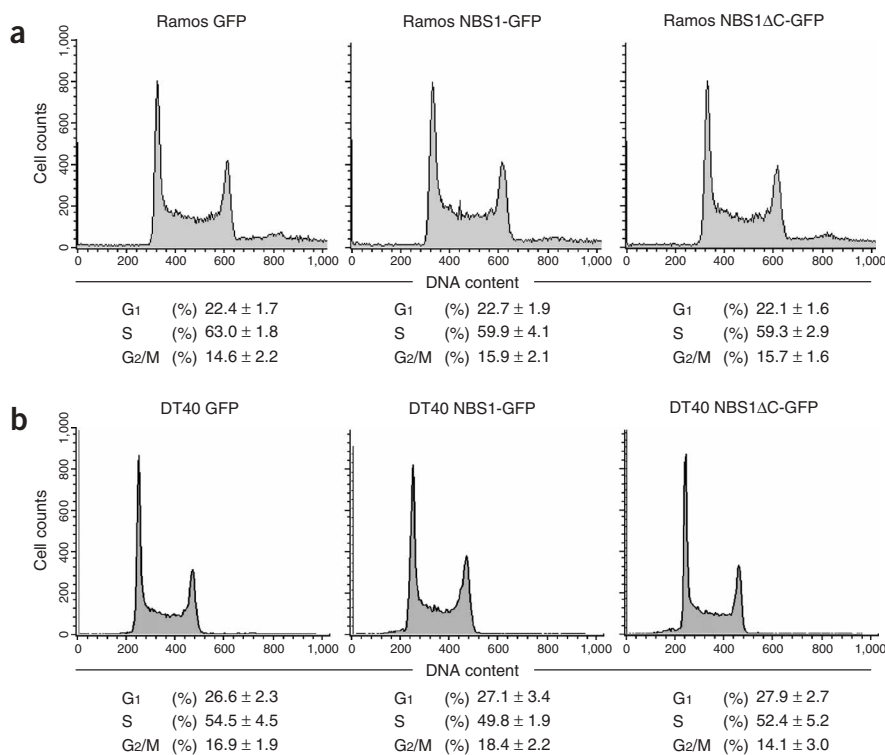 a
Ramos GFP
Ramos NBS1-GFP
Ramos NBS1ΔC-GFP
Cell counts
1,000
800
600
400
200
0
0 200 400 600 800 1,000
0 200 400 600 800 1,000
0 200 400 600 800 1,000
DNA content
G1 (%) 22.4 ± 1.7
S (%) 63.0 ± 1.8
G2/M (%) 14.6 ± 2.2
G1 (%) 22.7 ± 1.9
S (%) 59.9 ± 4.1
G2/M (%) 15.9 ± 2.1
G1 (%) 22.1 ± 1.6
S (%) 59.3 ± 2.9
G2/M (%) 15.7 ± 1.6
b
DT40 GFP
DT40 NBS1-GFP
DT40 NBS1ΔC-GFP
Cell counts
1,000
800
600
400
200
0
0 200 400 600 800 1,000
0 200 400 600 800 1,000
0 200 400 600 800 1,000
DNA content
G1 (%) 26.6 ± 2.3
S (%) 54.5 ± 4.5
G2/M (%) 16.9 ± 1.9
G1 (%) 27.1 ± 3.4
S (%) 49.8 ± 1.9
G2/M (%) 18.4 ± 2.2
G1 (%) 27.9 ± 2.7
S (%) 52.4 ± 5.2
G2/M (%) 14.1 ± 3.0